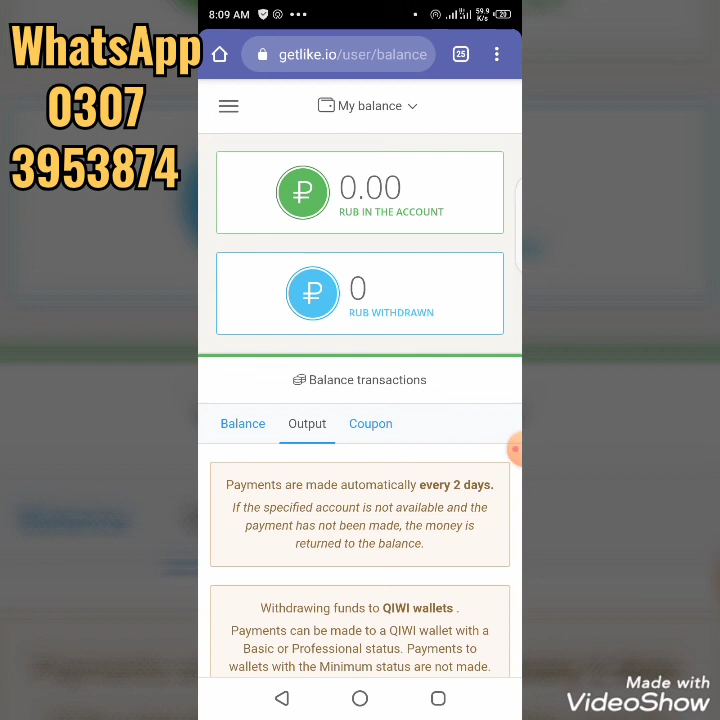 WhatsApp
0307
3953874
8:09 AM
59.9
K/s
20
getlike.io/user/balance
25
My balance
₽ 0.00
RUB IN THE ACCOUNT
₽ 0
RUB WITHDRAWN
Balance transactions
Balance Output Coupon
Payments are made automatically every 2 days.
If the specified account is not available and the
payment has not been made, the money is
returned to the balance.
Withdrawing funds to QIWI wallets .
Payments can be made to a QIWI wallet with a
Basic or Professional status. Payments to
wallets with the Minimum status are not made.
Made with
VideoShow